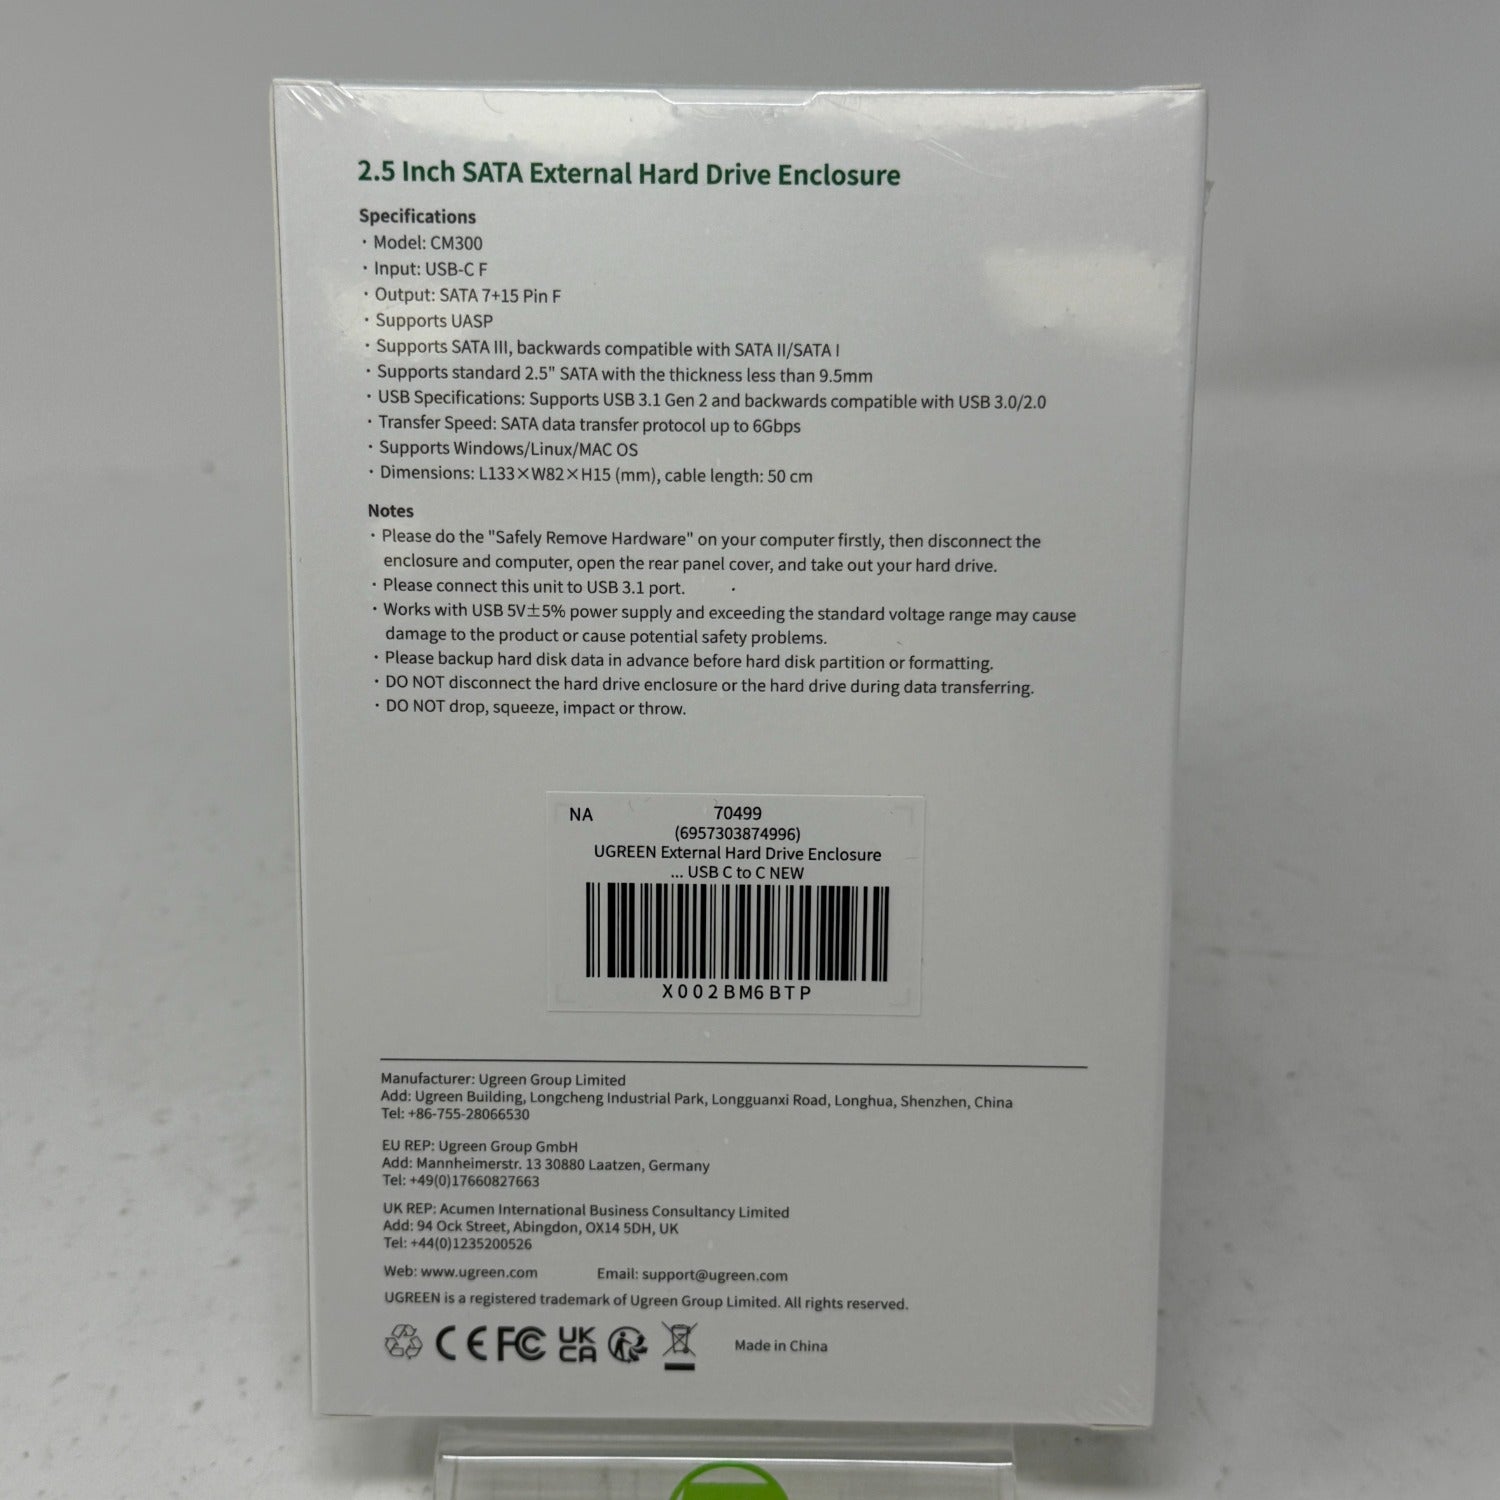 2.5 Inch SATA External Hard Drive Enclosure
Specifications
· Model: CM300
· Input: USB-C F
· Output: SATA 7+15 Pin F
· Supports UASP
· Supports SATA III, backwards compatible with SATA II/SATA I
· Supports standard 2.5" SATA with the thickness less than 9.5mm
· USB Specifications: Supports USB 3.1 Gen 2 and backwards compatible with USB 3.0/2.0
· Transfer Speed: SATA data transfer protocol up to 6Gbps
· Supports Windows/Linux/MAC OS
· Dimensions: L133×W82×H15 (mm), cable length: 50 cm
Notes
· Please do the "Safely Remove Hardware" on your computer firstly, then disconnect the
enclosure and computer, open the rear panel cover, and take out your hard drive.
· Please connect this unit to USB 3.1 port.
· Works with USB 5V±5% power supply and exceeding the standard voltage range may cause
damage to the product or cause potential safety problems.
· Please backup hard disk data in advance before hard disk partition or formatting.
· DO NOT disconnect the hard drive enclosure or the hard drive during data transferring.
· DO NOT drop, squeeze, impact or throw.
NA 70499
(6957303874996)
UGREEN External Hard Drive Enclosure
... USB C to C NEW
X002BM6BTP
Manufacturer: Ugreen Group Limited
Add: Ugreen Building, Longcheng Industrial Park, Longguanxi Road, Longhua, Shenzhen, China
Tel: +86-755-28066530
EU REP: Ugreen Group GmbH
Add: Mannheimerstr. 13 30880 Laatzen, Germany
Tel: +49(0)17660827663
UK REP: Acumen International Business Consultancy Limited
Add: 94 Ock Street, Abingdon, OX14 5DH, UK
Tel: +44(0)1235200526
Web: www.ugreen.com Email: support@ugreen.com
UGREEN is a registered trademark of Ugreen Group Limited. All rights reserved.
CE FC UK CA Made in China